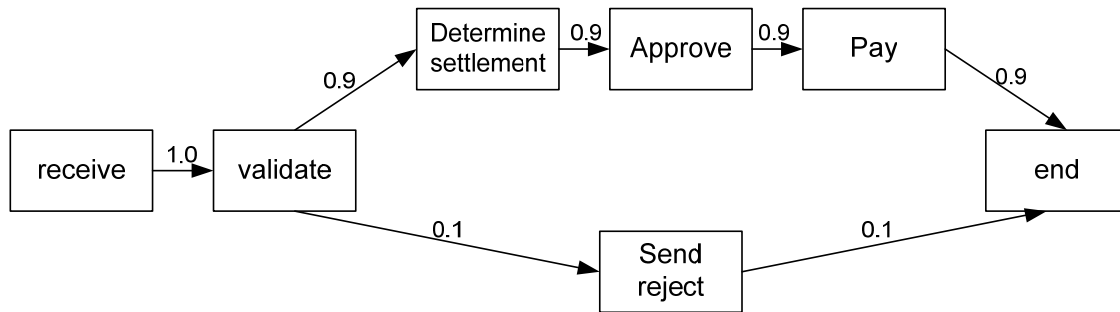 Determine
settlement
0.9
Approve
0.9
Pay
0.9
0.9
receive
1.0
validate
end
0.1
0.1
Send
reject